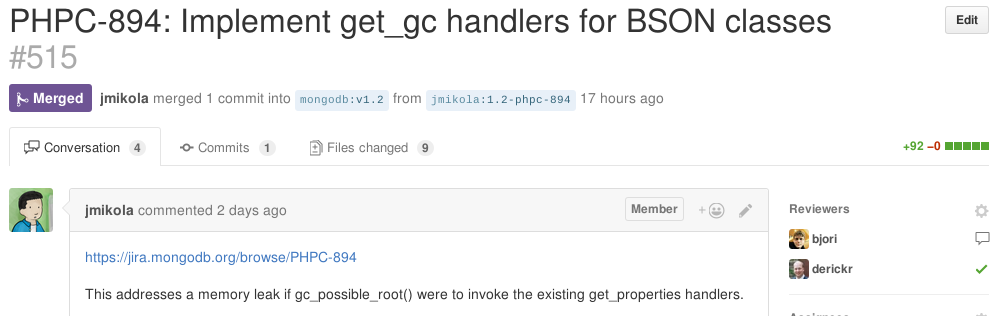 PHPC-894: Implement get_gc handlers for BSON classes
Edit
#515
Merged jmikola merged 1 commit into mongodb:v1.2 from jmikola:1.2-phpc-894 17 hours ago
Conversation 4 Commits 1 Files changed 9 +92 −0
jmikola commented 2 days ago Member +
Reviewers
bjori
derickr
https://jira.mongodb.org/browse/PHPC-894
This addresses a memory leak if gc_possible_root() were to invoke the existing get_properties handlers.